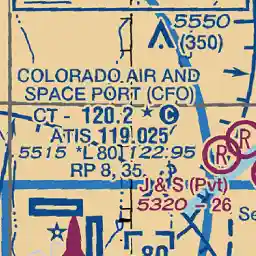 5550
(350)
COLORADO AIR AND
SPACE PORT (CFO)
CT - 120.2 ★ C
ATIS 119.025
5515 *L 80 122.95
RP 8, 35
R
R
J & S (Pvt)
5320 - 26
80